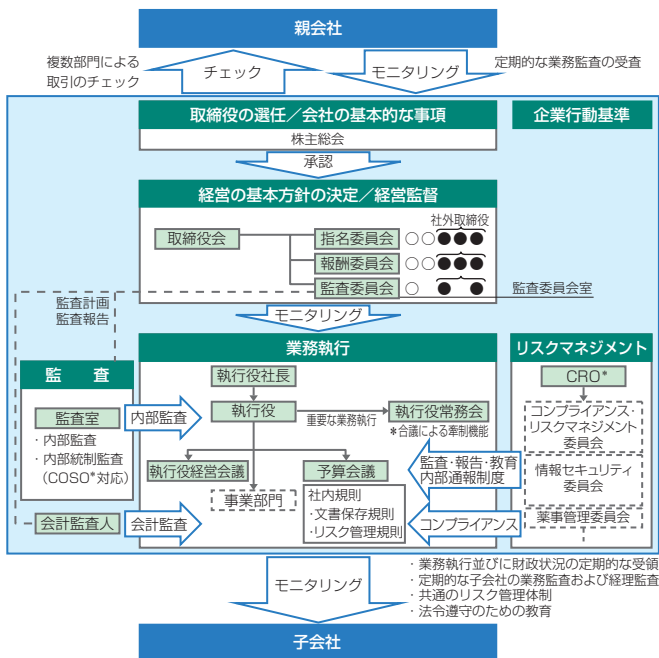 親会社
複数部門による
取引のチェック
チェック
モニタリング
定期的な業務監査の受査
取締役の選任／会社の基本的な事項
株主総会
企業行動基準
承認
経営の基本方針の決定／経営監督
社外取締役
取締役会
指名委員会
報酬委員会
監査委員会
監査委員会室
監査計画
監査報告
モニタリング
業務執行
リスクマネジメント
監　査
執行役社長
CRO*
監査室
内部監査
執行役
重要な業務執行
執行役常務会
*合議による牽制機能
コンプライアンス・
リスクマネジメント
委員会
・内部監査
・内部統制監査
（COSO*対応）
執行役経営会議
予算会議
監査・報告・教育
内部通報制度
情報セキュリティ
委員会
事業部門
社内規則
・文書保存規則
・リスク管理規則
会計監査人
会計監査
コンプライアンス
薬事管理委員会
モニタリング
・業務執行並びに財政状況の定期的な受領
・定期的な子会社の業務監査および経理監査
・共通のリスク管理体制
・法令遵守のための教育
子会社